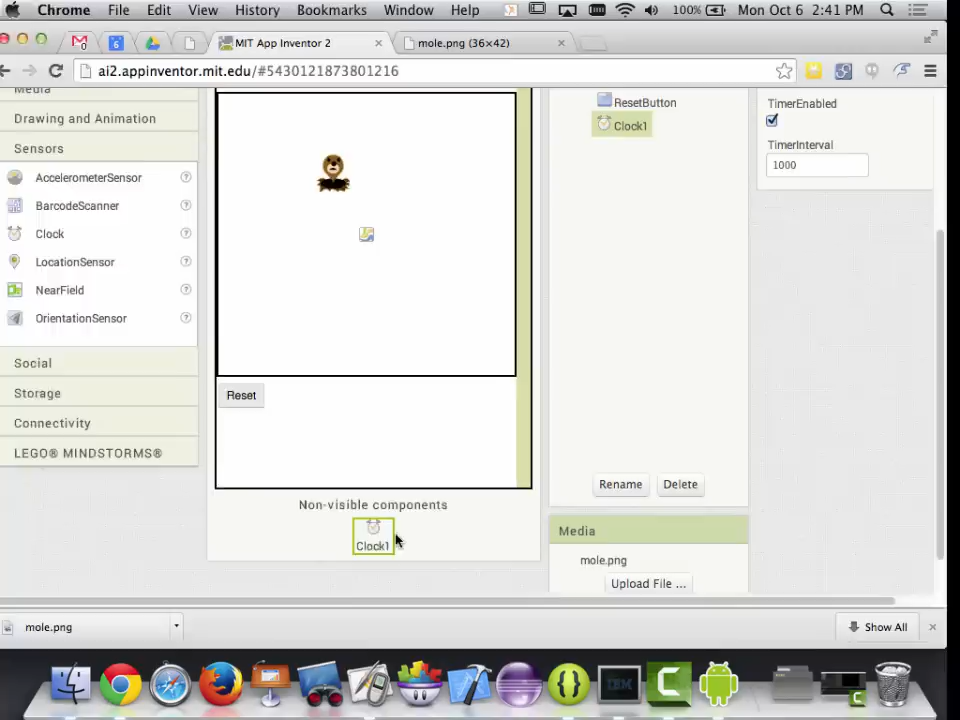 Chrome File Edit View History Bookmarks Window Help 100% Mon Oct 6 2:41 PM
MIT App Inventor 2 × mole.png (36×42) ×
ai2.appinventor.mit.edu/#5430121873801216
Media
Drawing and Animation
Sensors
AccelerometerSensor
BarcodeScanner
Clock
LocationSensor
NearField
OrientationSensor
Social
Storage
Connectivity
LEGO® MINDSTORMS®
Reset
Non-visible components
Clock1
ResetButton
Clock1
Rename Delete
Media
mole.png
Upload File ...
TimerEnabled
TimerInterval
1000
mole.png
Show All
IBM